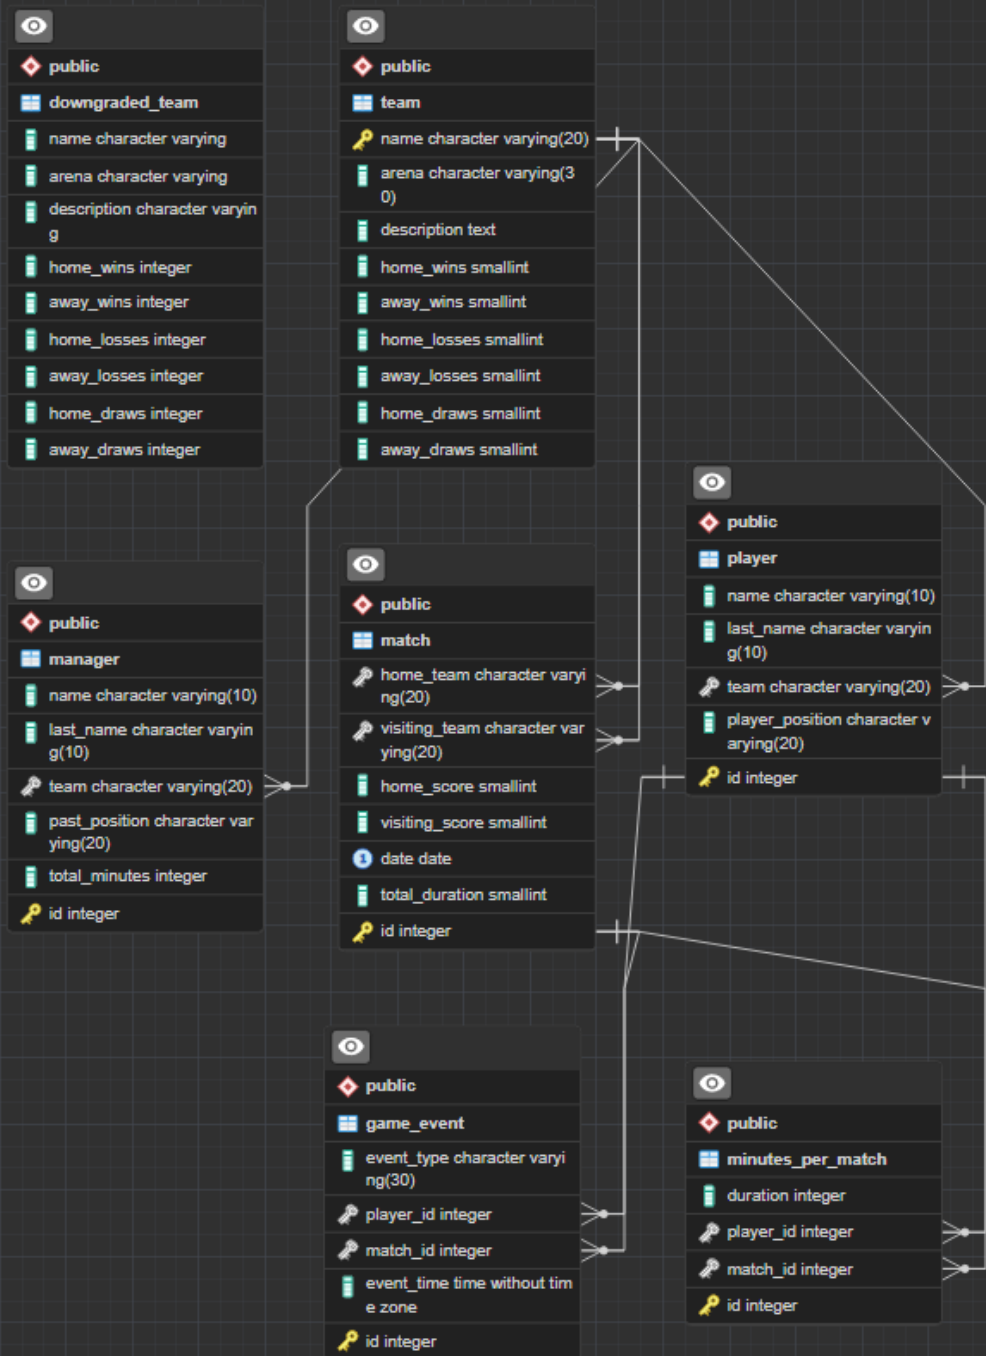 public
downgraded_team
name character varying
arena character varying
description character varyin
g
home_wins integer
away_wins integer
home_losses integer
away_losses integer
home_draws integer
away_draws integer
public
team
name character varying(20)
arena character varying(3
0)
description text
home_wins smallint
away_wins smallint
home_losses smallint
away_losses smallint
home_draws smallint
away_draws smallint
public
manager
name character varying(10)
last_name character varyin
g(10)
team character varying(20)
past_position character var
ying(20)
total_minutes integer
id integer
public
match
home_team character varyi
ng(20)
visiting_team character var
ying(20)
home_score smallint
visiting_score smallint
1
date date
total_duration smallint
id integer
public
player
name character varying(10)
last_name character varyin
g(10)
team character varying(20)
player_position character v
arying(20)
id integer
public
game_event
event_type character varyi
ng(30)
player_id integer
match_id integer
event_time time without tim
e zone
id integer
public
minutes_per_match
duration integer
player_id integer
match_id integer
id integer